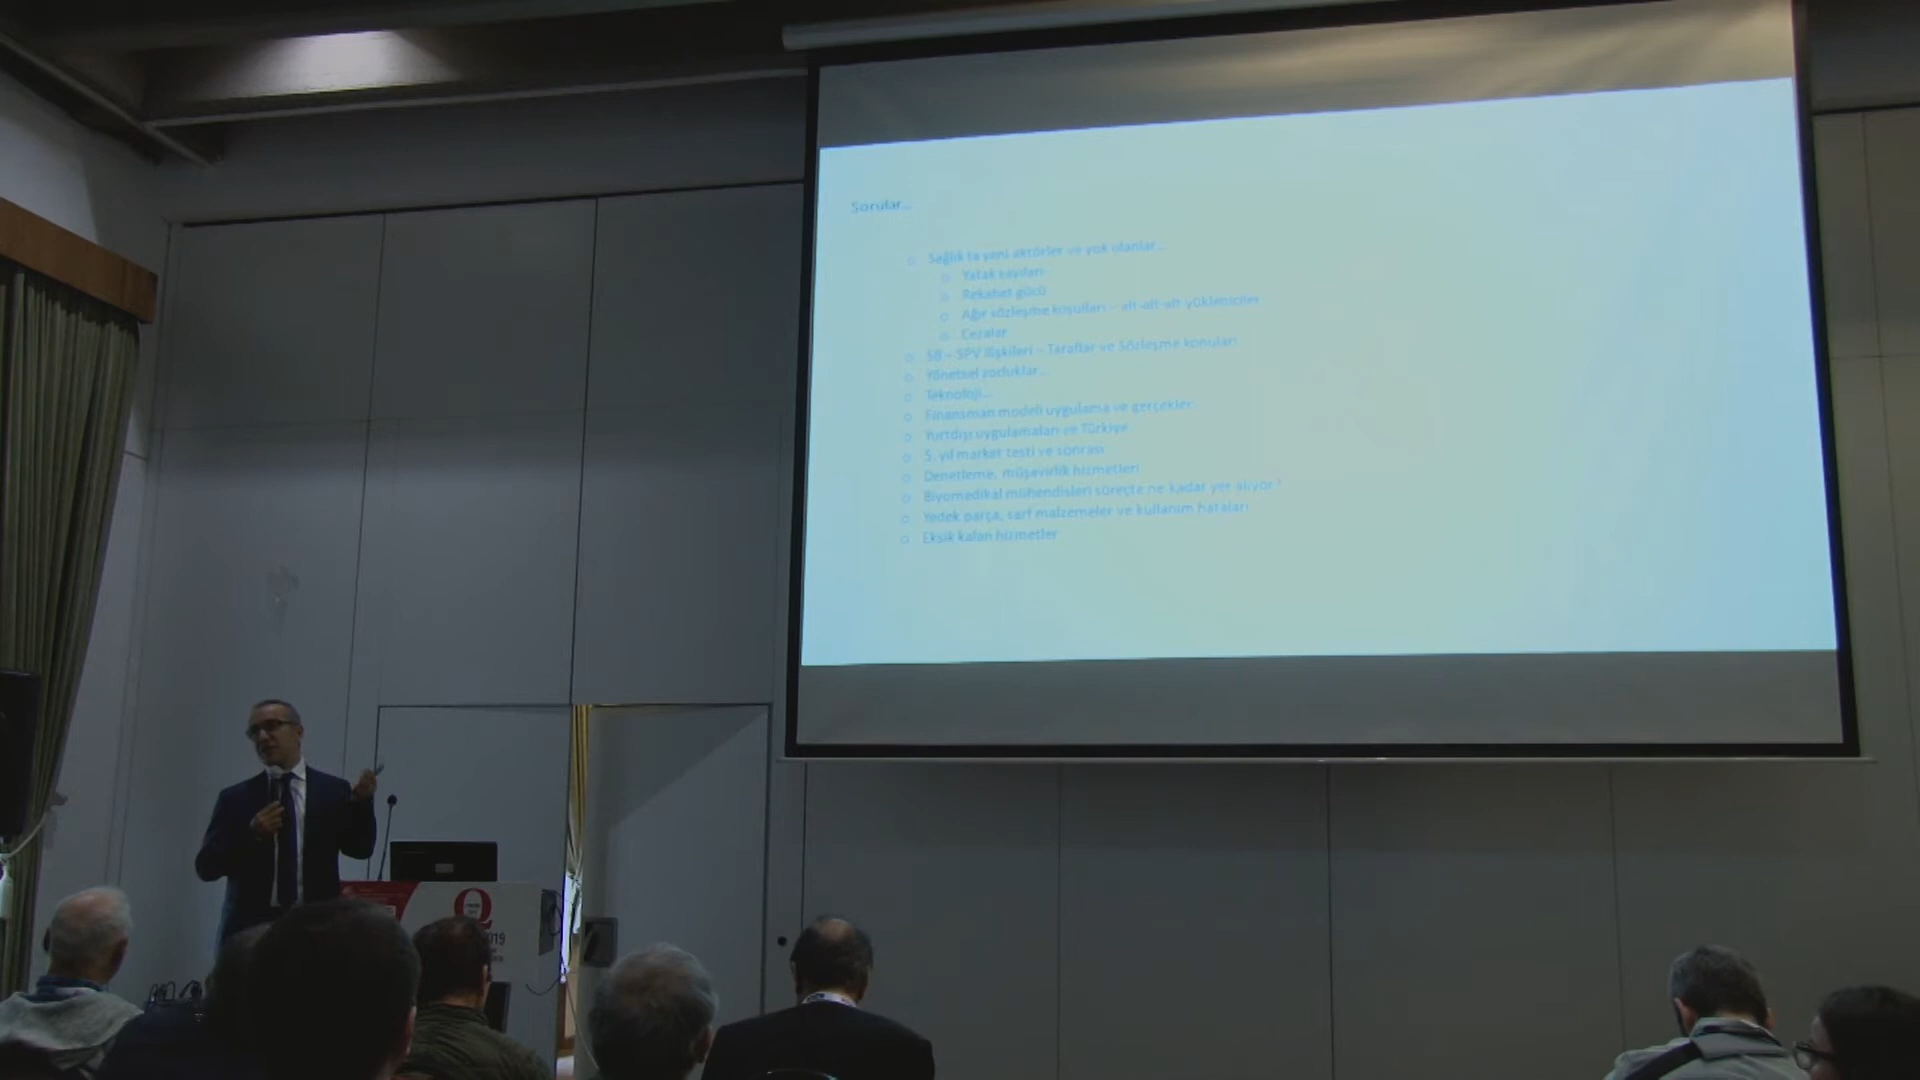 Sorular...
Sağlık ta yeni aktörler ve yok olanlar...
Yatak sayıları
Rekabet gücü
Ağır sözleşme koşulları – alt-alt-alt yükleniciler
Cezalar
SB – SPV İlişkileri – Taraflar ve Sözleşme konuları
Yönetsel zorluklar...
Teknoloji...
Finansman modeli uygulama ve gerçekler
Yurtdışı uygulamaları ve Türkiye
5. yıl market testi ve sonrası
Denetleme, müşavirlik hizmetleri
Biyomedikal mühendisleri süreçte ne kadar yer alıyor?
Yedek parça, sarf malzemeler ve kullanım hataları
Eksik kalan hizmetler